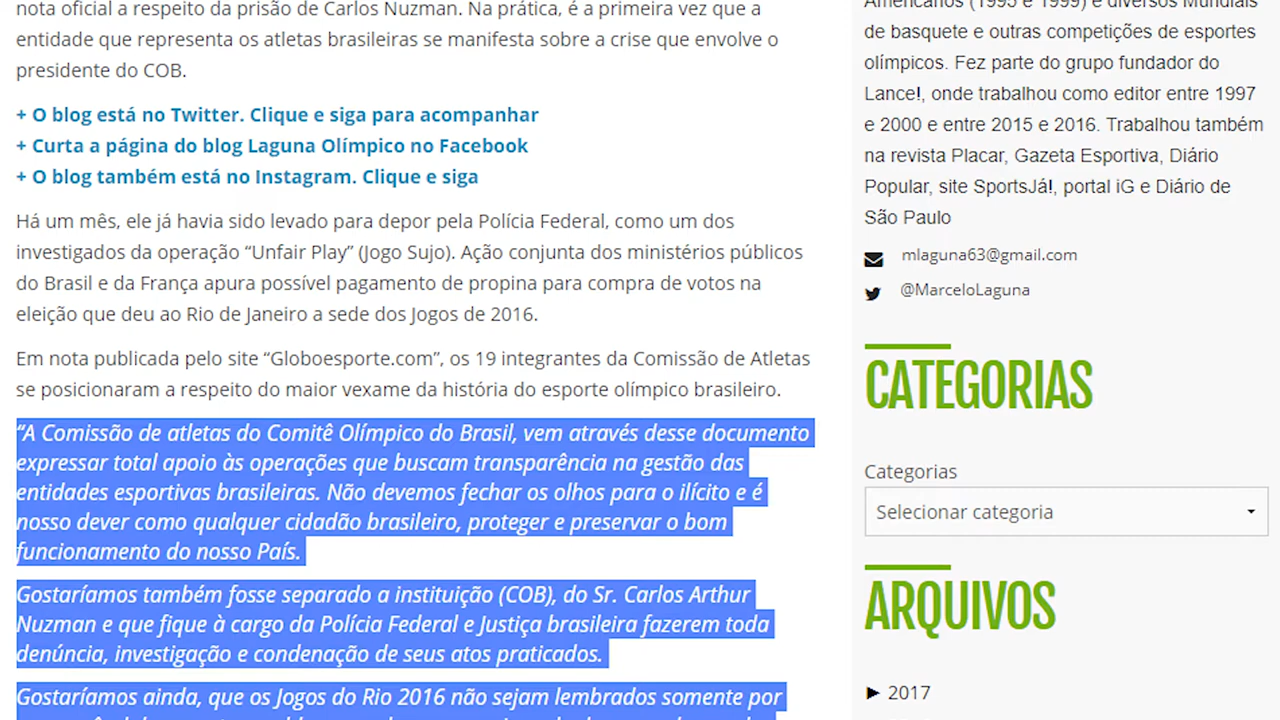 nota oficial a respeito da prisão de Carlos Nuzman. Na prática, é a primeira vez que a
entidade que representa os atletas brasileiras se manifesta sobre a crise que envolve o
presidente do COB.
+ O blog está no Twitter. Clique e siga para acompanhar
+ Curta a página do blog Laguna Olímpico no Facebook
+ O blog também está no Instagram. Clique e siga
Há um mês, ele já havia sido levado para depor pela Polícia Federal, como um dos
investigados da operação “Unfair Play” (Jogo Sujo). Ação conjunta dos ministérios públicos
do Brasil e da França apura possível pagamento de propina para compra de votos na
eleição que deu ao Rio de Janeiro a sede dos Jogos de 2016.
Em nota publicada pelo site “Globoesporte.com”, os 19 integrantes da Comissão de Atletas
se posicionaram a respeito do maior vexame da história do esporte olímpico brasileiro.
“A Comissão de atletas do Comitê Olímpico do Brasil, vem através desse documento
expressar total apoio às operações que buscam transparência na gestão das
entidades esportivas brasileiras. Não devemos fechar os olhos para o ilícito e é
nosso dever como qualquer cidadão brasileiro, proteger e preservar o bom
funcionamento do nosso País.
Gostaríamos também fosse separado a instituição (COB), do Sr. Carlos Arthur
Nuzman e que fique à cargo da Polícia Federal e Justiça brasileira fazerem toda
denúncia, investigação e condenação de seus atos praticados.
Gostaríamos ainda, que os Jogos do Rio 2016 não sejam lembrados somente por
Americanos (1995 e 1999) e diversos Mundiais
de basquete e outras competições de esportes
olímpicos. Fez parte do grupo fundador do
Lance!, onde trabalhou como editor entre 1997
e 2000 e entre 2015 e 2016. Trabalhou também
na revista Placar, Gazeta Esportiva, Diário
Popular, site SportsJá!, portal iG e Diário de
São Paulo
mlaguna63@gmail.com
@MarceloLaguna
CATEGORIAS
Categorias
Selecionar categoria
ARQUIVOS
► 2017